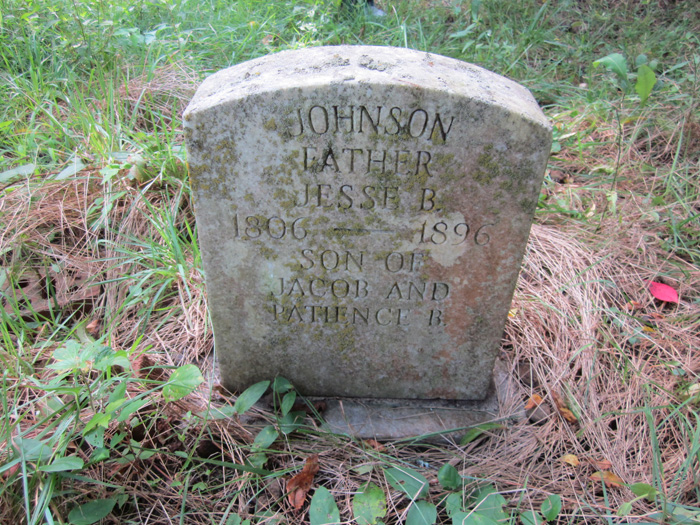 JOHNSON
FATHER
JESSE B.
1806 — — 1896
SON OF
JACOB AND
PATIENCE B.